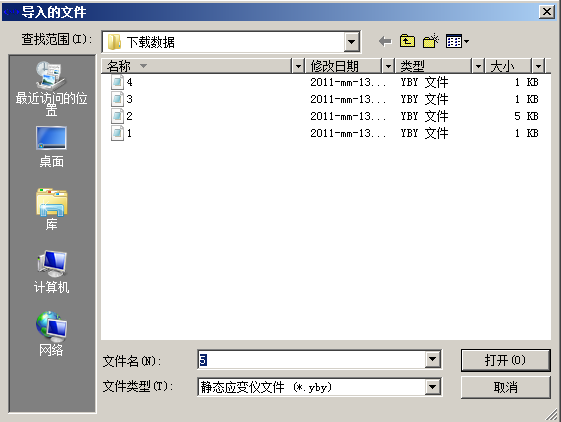 导入的文件
查找范围(I):
下载数据
名称 修改日期 类型 大小
4 2011-mm-13... YBY 文件 1 KB
3 2011-mm-13... YBY 文件 1 KB
2 2011-mm-13... YBY 文件 5 KB
1 2011-mm-13... YBY 文件 1 KB
最近访问的位
置
桌面
库
计算机
网络
文件名(N): 5 打开(O)
文件类型(T): 静态应变仪文件 (*.yby) 取消